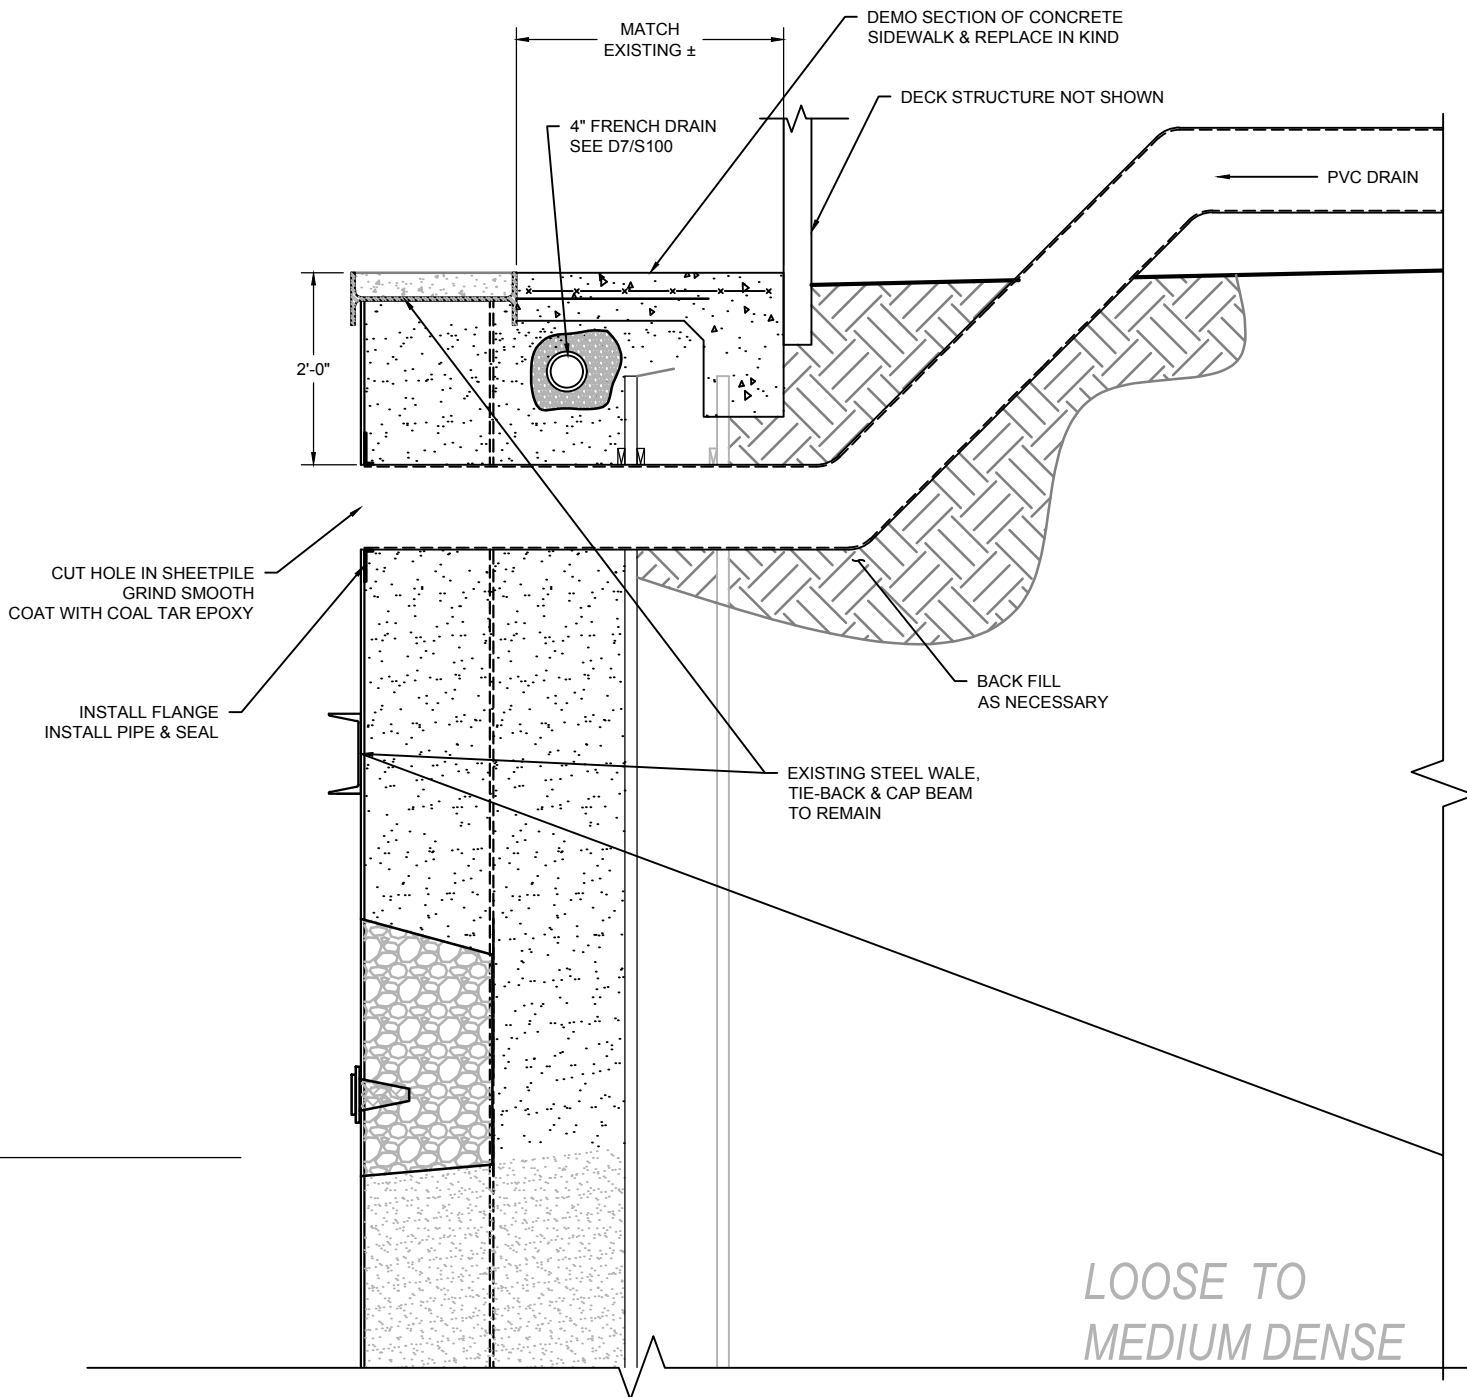 MATCH
EXISTING ±
DEMO SECTION OF CONCRETE
SIDEWALK & REPLACE IN KIND
DECK STRUCTURE NOT SHOWN
4" FRENCH DRAIN
SEE D7/S100
PVC DRAIN
2'-0"
CUT HOLE IN SHEETPILE
GRIND SMOOTH
COAT WITH COAL TAR EPOXY
INSTALL FLANGE
INSTALL PIPE & SEAL
BACK FILL
AS NECESSARY
EXISTING STEEL WALE,
TIE-BACK & CAP BEAM
TO REMAIN
LOOSE TO
MEDIUM DENSE